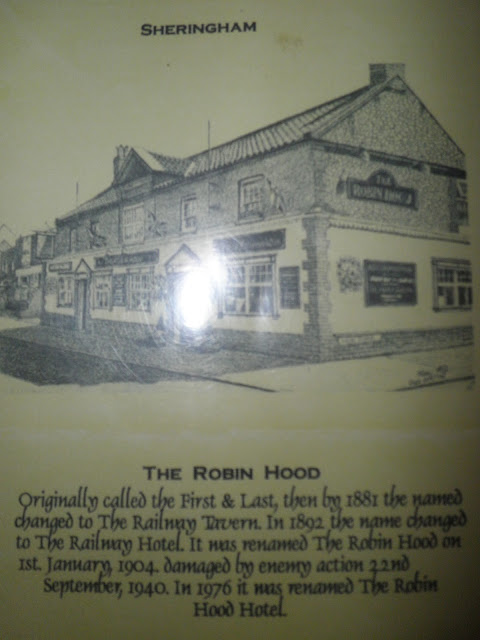 SHERINGHAM
THE
ROBIN HOOD
THE ROBIN HOOD
Originally called the First & Last, then by 1881 the named
changed to The Railway Tavern. In 1892 the name changed
to The Railway Hotel. It was renamed The Robin Hood on
1st. January, 1904. damaged by enemy action 22nd
September, 1940. In 1976 it was renamed The Robin
Hood Hotel.